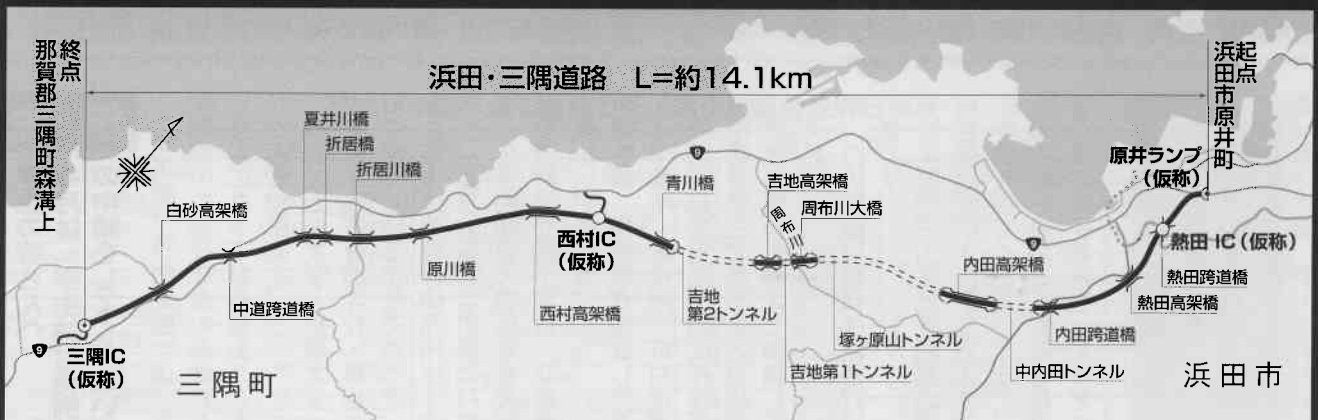 浜田・三隅道路 L=約14.1km
終点
那賀郡三隅町森溝上
起点
浜田市原井町
夏井川橋
折居橋
折居川橋
白砂高架橋
中道跨道橋
原川橋
西村高架橋
西村IC
(仮称)
青川橋
9
吉地
第2トンネル
吉地高架橋
周布川
周布川大橋
吉地第1トンネル
塚ヶ原山トンネル
内田高架橋
中内田トンネル
内田跨道橋
9
原井ランプ
(仮称)
熱田 IC(仮称)
熱田跨道橋
熱田高架橋
9
三隅IC
(仮称)
三隅町
浜田市